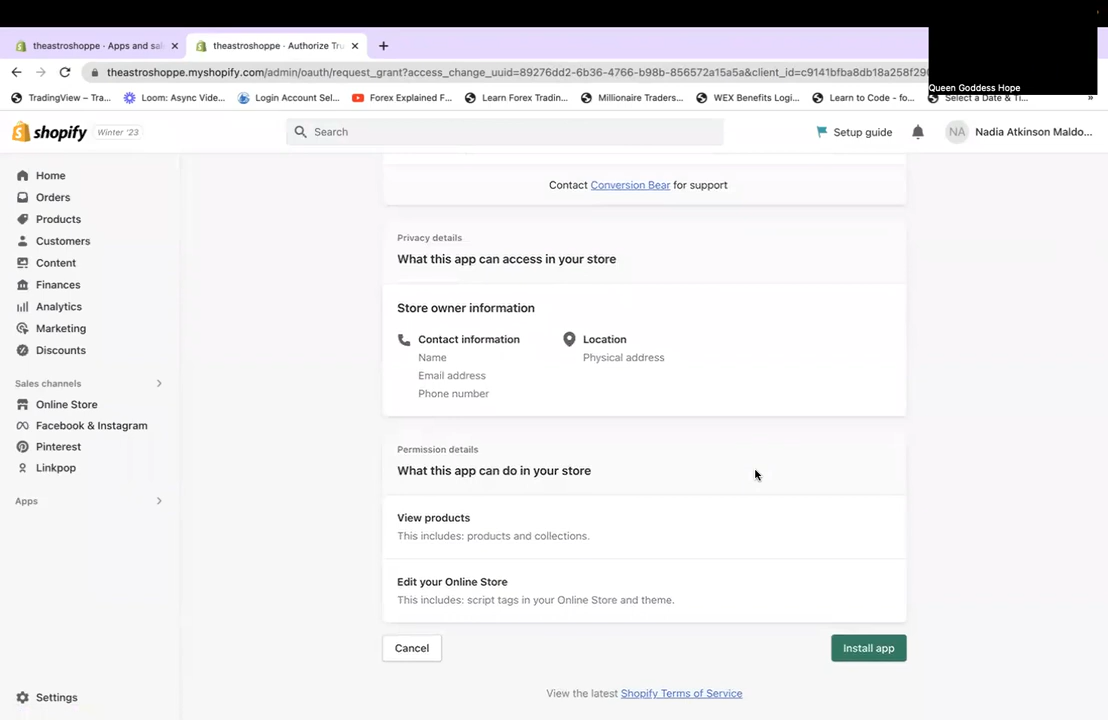 theastroshoppe · Apps and sal
theastroshoppe · Authorize Tru
theastroshoppe.myshopify.com/admin/oauth/request_grant?access_change_uuid=89276dd2-6b36-4766-b98b-856572a15a5a&client_id=c9141bfba8db18a258f290
Queen Goddess Hope
TradingView – Tra...
Loom: Async Vide...
Login Account Sel...
Forex Explained F...
Learn Forex Tradin...
Millionaire Traders...
WEX Benefits Logi...
Learn to Code - fo...
Select a Date & Ti...
»
shopify
Winter '23
Search
Setup guide
NA
Nadia Atkinson Maldo...
Home
Orders
Products
Customers
Content
Finances
Analytics
Marketing
Discounts
Sales channels
Online Store
Facebook & Instagram
Pinterest
Linkpop
Apps
Settings
Contact Conversion Bear for support
Privacy details
What this app can access in your store
Store owner information
Contact information
Name
Email address
Phone number
Location
Physical address
Permission details
What this app can do in your store
View products
This includes: products and collections.
Edit your Online Store
This includes: script tags in your Online Store and theme.
Cancel
Install app
View the latest Shopify Terms of Service